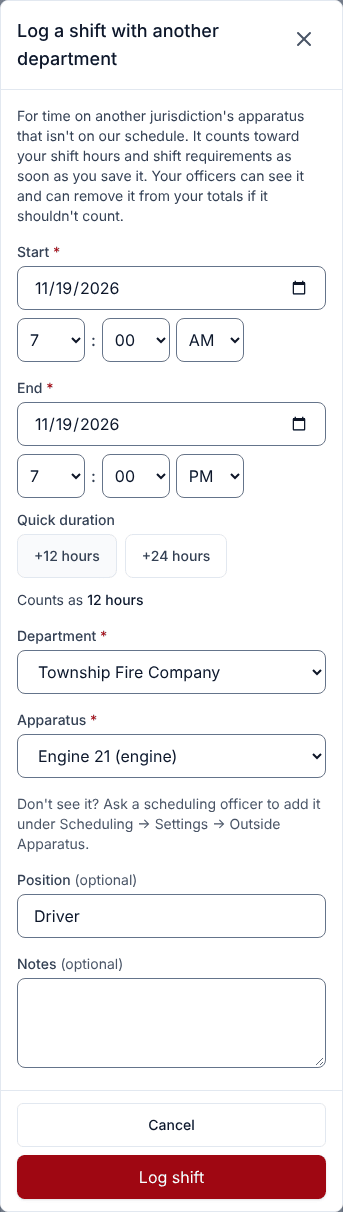 Log a shift with another
department
For time on another jurisdiction's apparatus
that isn't on our schedule. It counts toward
your shift hours and shift requirements as
soon as you save it. Your officers can see it
and can remove it from your totals if it
shouldn't count.
Start *
11/19/2026
7 : 00 AM
End *
11/19/2026
7 : 00 PM
Quick duration
+12 hours +24 hours
Counts as 12 hours
Department *
Township Fire Company
Apparatus *
Engine 21 (engine)
Don't see it? Ask a scheduling officer to add it
under Scheduling → Settings → Outside
Apparatus.
Position (optional)
Driver
Notes (optional)
Cancel
Log shift